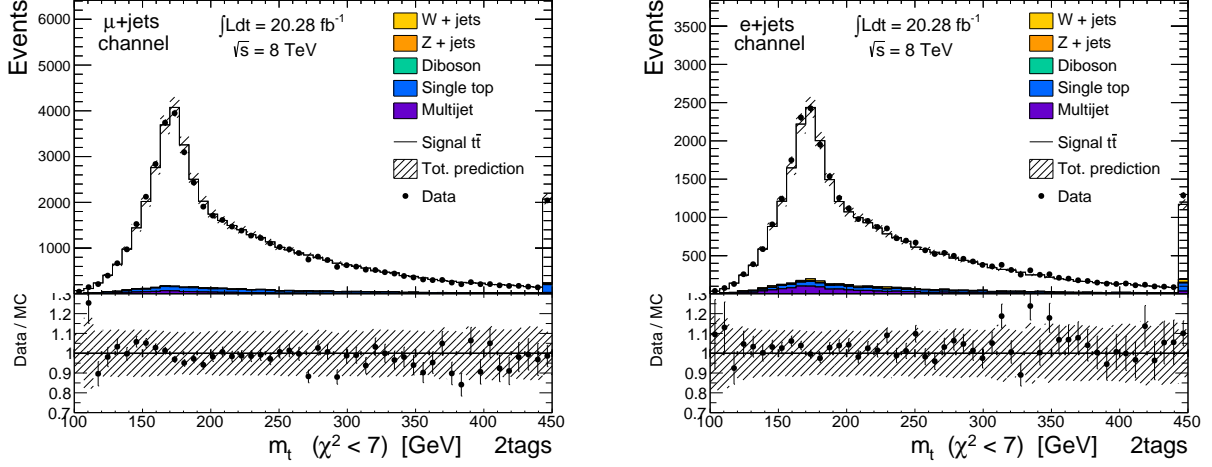 Events
μ+jets
channel
∫Ldt = 20.28 fb⁻¹
√s = 8 TeV
W + jets
Z + jets
Diboson
Single top
Multijet
Signal tt̄
Tot. prediction
Data
6000
5000
4000
3000
2000
1000
Data / MC
1.3
1.2
1.1
1
0.9
0.8
0.7
100 150 200 250 300 350 400 450
m_t (χ² < 7) [GeV] 2tags
Events
e+jets
channel
∫Ldt = 20.28 fb⁻¹
√s = 8 TeV
W + jets
Z + jets
Diboson
Single top
Multijet
Signal tt̄
Tot. prediction
Data
3500
3000
2500
2000
1500
1000
500
Data / MC
1.3
1.2
1.1
1
0.9
0.8
0.7
100 150 200 250 300 350 400 450
m_t (χ² < 7) [GeV] 2tags